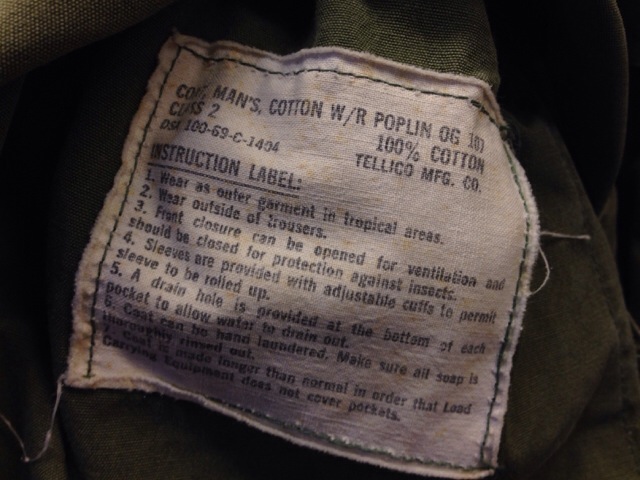 COAT, MAN'S, COTTON W/R POPLIN OG 107
CLASS 2 100% COTTON
DSA 100-69-C-1494 TELLICO MFG. CO.
INSTRUCTION LABEL:
1. Wear as outer garment in tropical areas.
2. Wear outside of trousers.
3. Front closure can be opened for ventilation and
should be closed for protection against insects.
4. Sleeves are provided with adjustable cuffs to permit
sleeve to be rolled up.
5. A drain hole is provided at the bottom of each
pocket to allow water to drain out.
6. Coat can be hand laundered. Make sure all soap is
thoroughly rinsed out.
7. Coat is made longer than normal in order that Load
Carrying Equipment does not cover pockets.